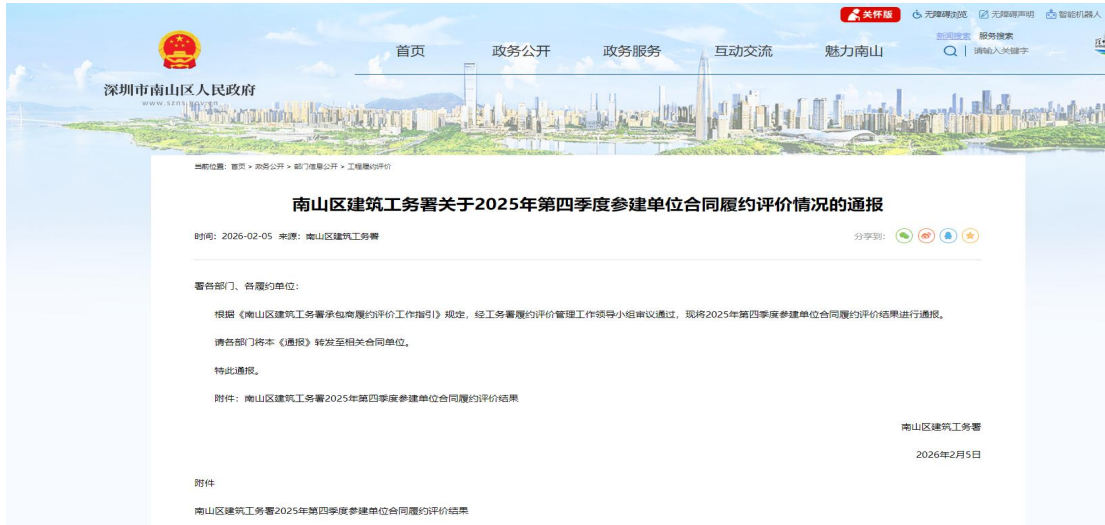 关怀版 无障碍浏览 无障碍声明 智能机器人
新闻搜索 服务搜索
首页 政务公开 政务服务 互动交流 魅力南山 请输入关键字
深圳市南山区人民政府
www.szns.gov.cn
当前位置：首页 > 政务公开 > 部门信息公开 > 工程履约评价
南山区建筑工务署关于2025年第四季度参建单位合同履约评价情况的通报
时间：2026-02-05 来源：南山区建筑工务署 分享到：
署各部门、各履约单位：
根据《南山区建筑工务署承包商履约评价工作指引》规定，经工务署履约评价管理工作领导小组审议通过，现将2025年第四季度参建单位合同履约评价结果进行通报。
请各部门将本《通报》转发至相关合同单位。
特此通报。
附件：南山区建筑工务署2025年第四季度参建单位合同履约评价结果
南山区建筑工务署
2026年2月5日
附件
南山区建筑工务署2025年第四季度参建单位合同履约评价结果